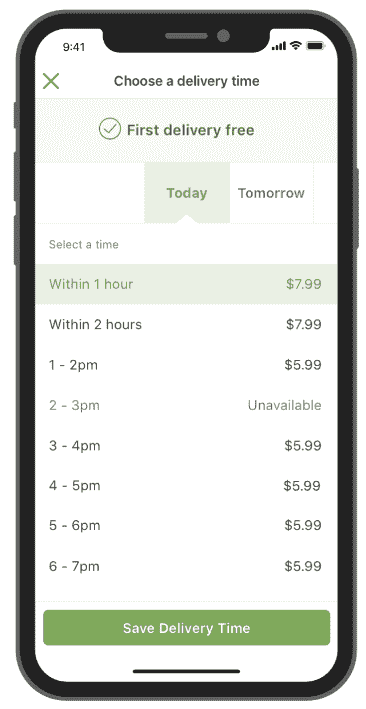 9:41
Choose a delivery time
First delivery free
Today Tomorrow
Select a time
Within 1 hour $7.99
Within 2 hours $7.99
1 - 2pm $5.99
2 - 3pm Unavailable
3 - 4pm $5.99
4 - 5pm $5.99
5 - 6pm $5.99
6 - 7pm $5.99
Save Delivery Time